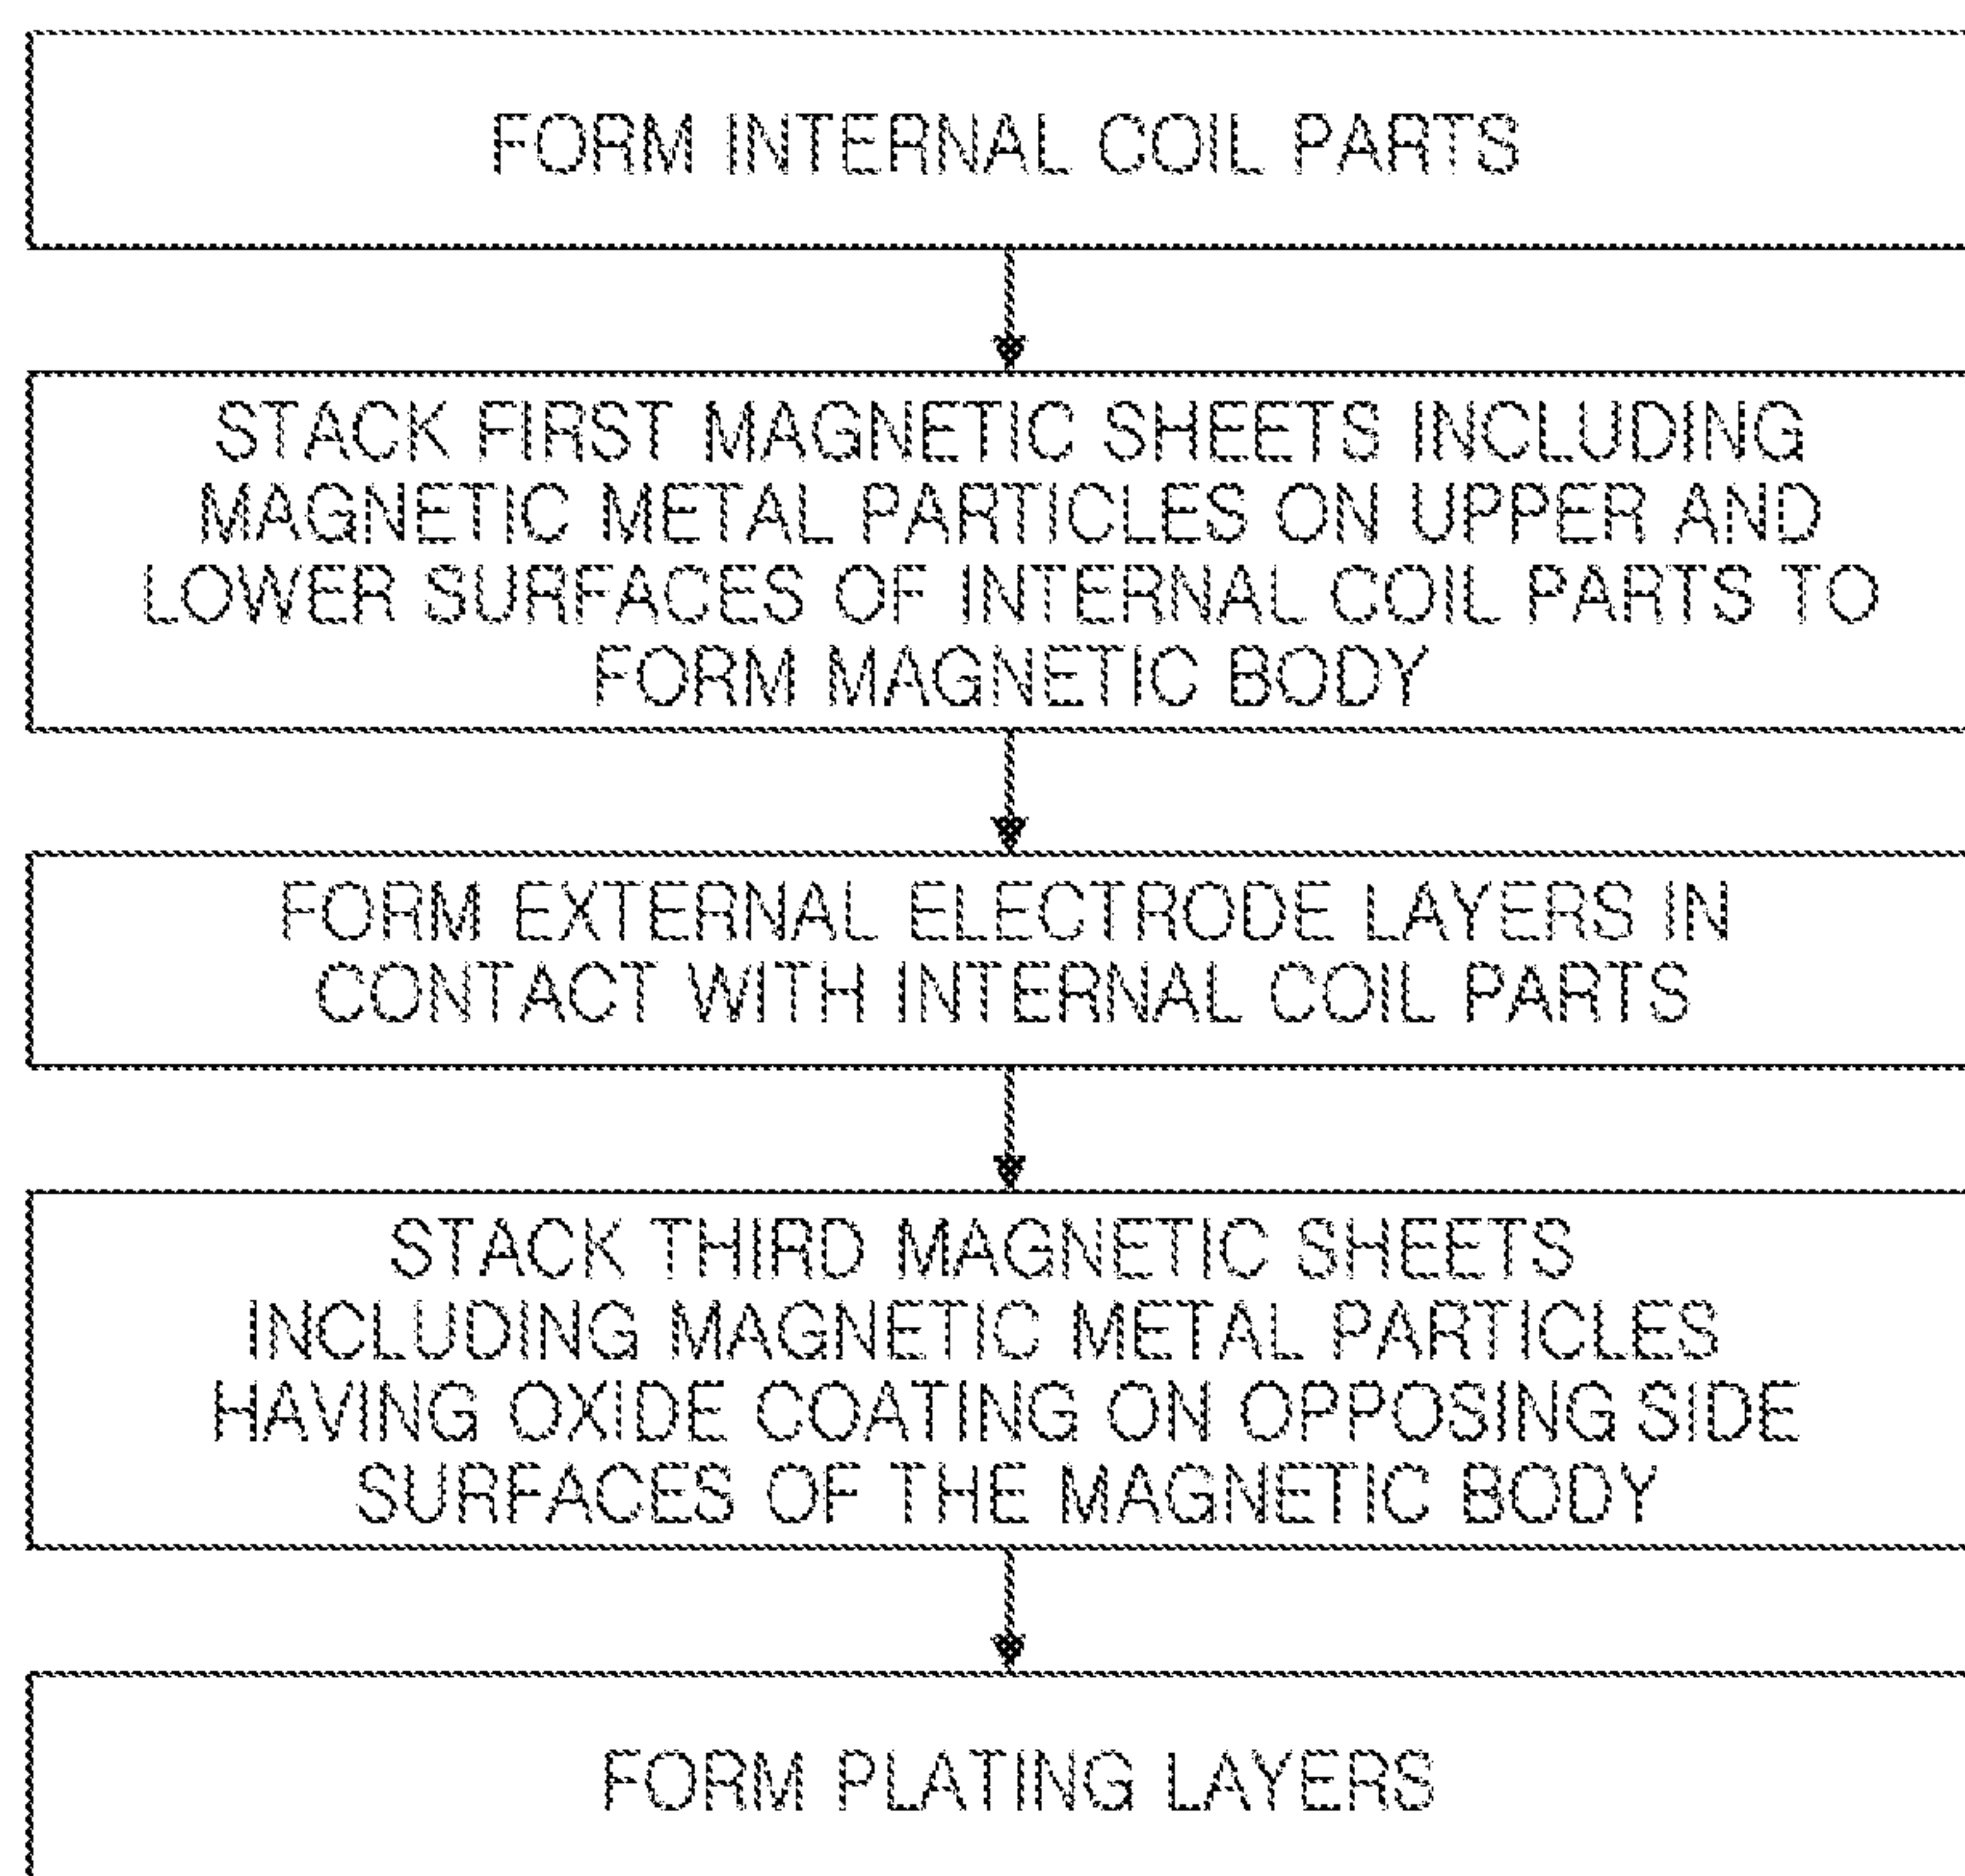 FORM INTERNAL COIL PARTS
STACK FIRST MAGNETIC SHEETS INCLUDING
MAGNETIC METAL PARTICLES ON UPPER AND
LOWER SURFACES OF INTERNAL COIL PARTS TO
FORM MAGNETIC BODY
FORM EXTERNAL ELECTRODE LAYERS IN
CONTACT WITH INTERNAL COIL PARTS
STACK THIRD MAGNETIC SHEETS
INCLUDING MAGNETIC METAL PARTICLES
HAVING OXIDE COATING ON OPPOSING SIDE
SURFACES OF THE MAGNETIC BODY
FORM PLATING LAYERS